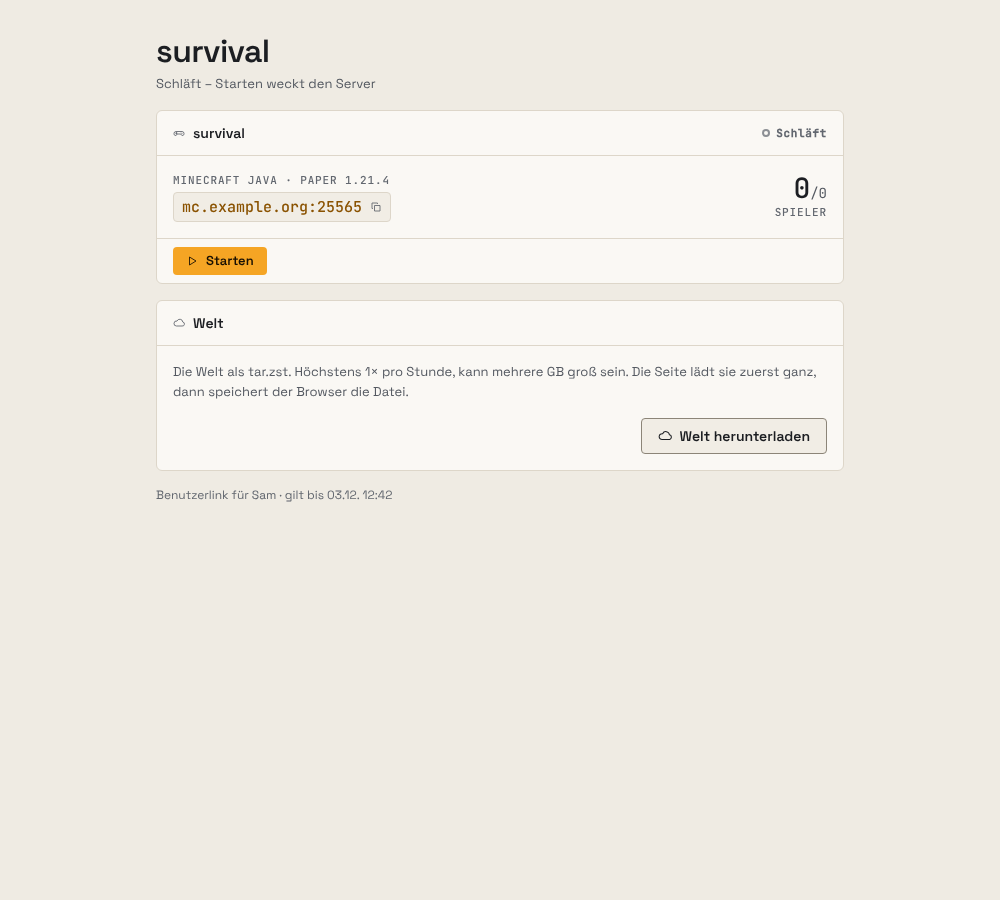 survival
Schläft – Starten weckt den Server
survival
Schläft
MINECRAFT JAVA · PAPER 1.21.4
mc.example.org:25565
0/0
SPIELER
Starten
Welt
Die Welt als tar.zst. Höchstens 1× pro Stunde, kann mehrere GB groß sein. Die Seite lädt sie zuerst ganz,
dann speichert der Browser die Datei.
Welt herunterladen
Benutzerlink für Sam · gilt bis 03.12. 12:42